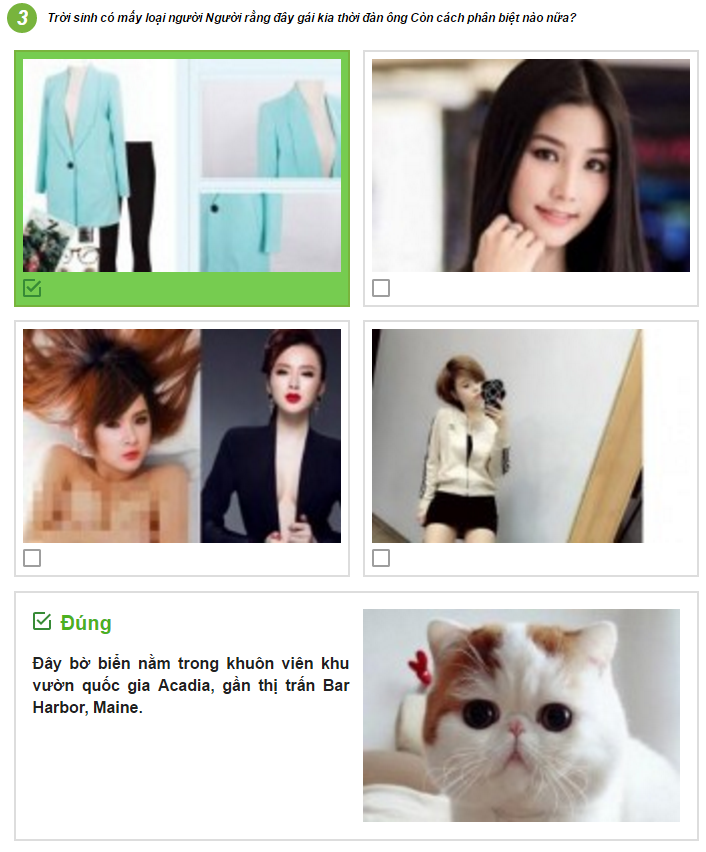 3 Trời sinh có mấy loại người Người rằng đây gái kia thời đàn ông Còn cách phân biệt nào nữa?
Đúng
Đây bờ biển nằm trong khuôn viên khu
vườn quốc gia Acadia, gần thị trấn Bar
Harbor, Maine.